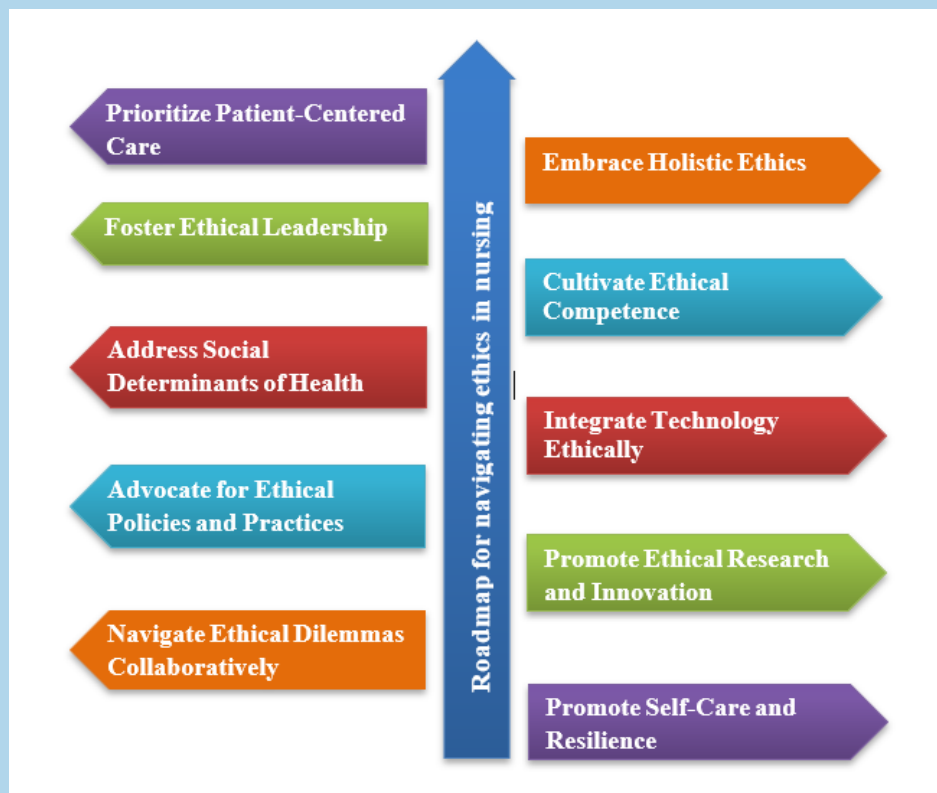 Prioritize Patient-Centered
Care
Foster Ethical Leadership
Address Social
Determinants of Health
Advocate for Ethical
Policies and Practices
Navigate Ethical Dilemmas
Collaboratively
Roadmap for navigating ethics in nursing
Embrace Holistic Ethics
Cultivate Ethical
Competence
Integrate Technology
Ethically
Promote Ethical Research
and Innovation
Promote Self-Care and
Resilience